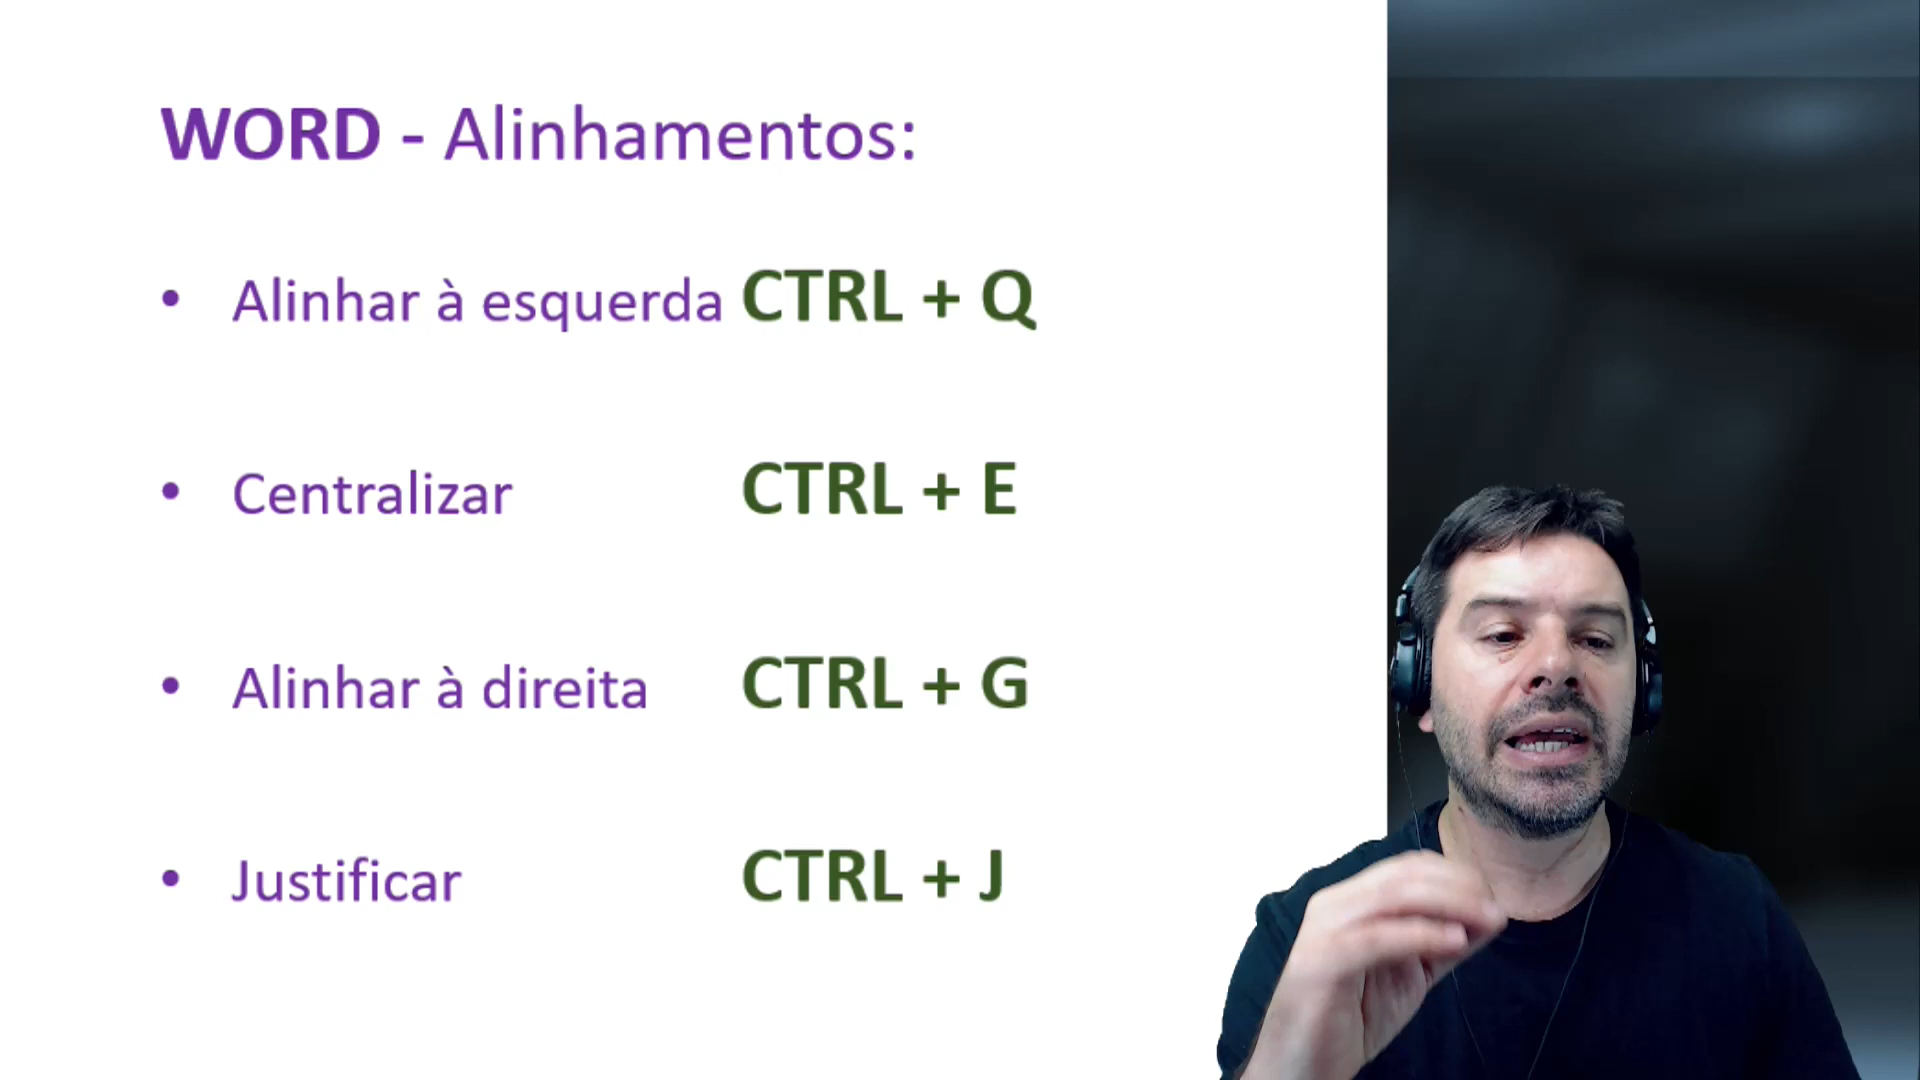 WORD - Alinhamentos:
• Alinhar à esquerda CTRL + Q
• Centralizar CTRL + E
• Alinhar à direita CTRL + G
• Justificar CTRL + J